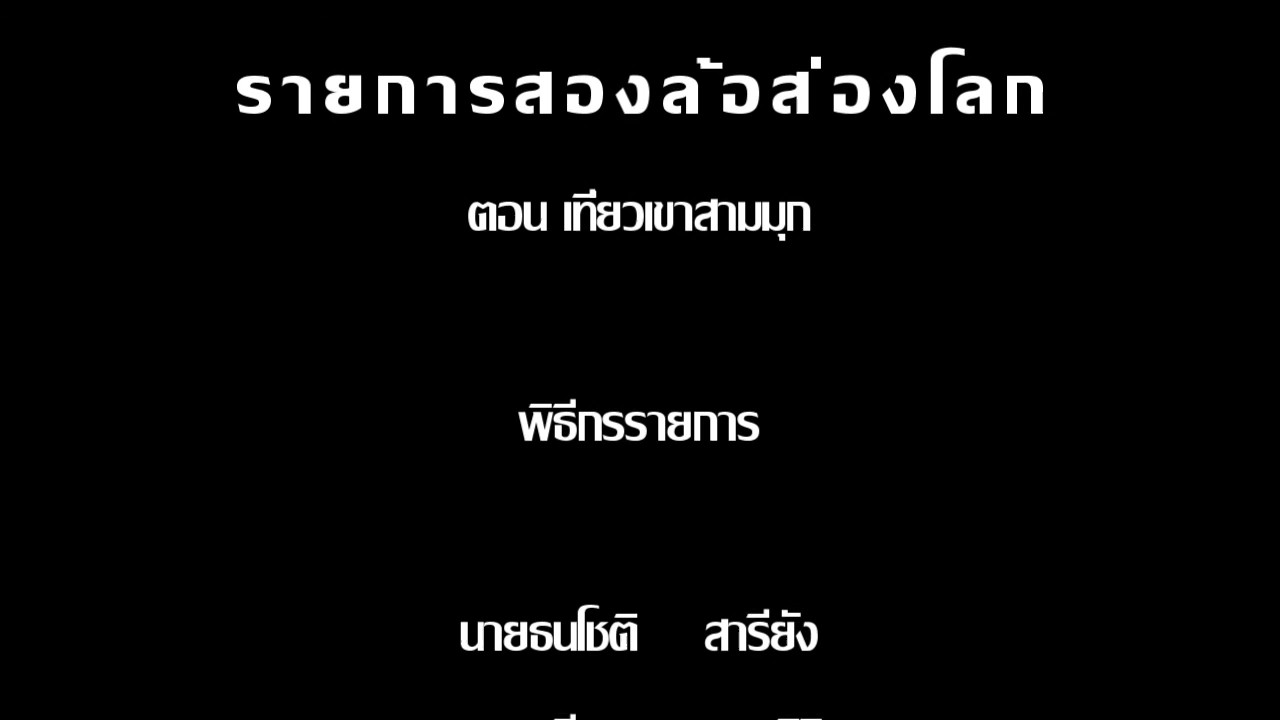 รายการสองล้อส่องโลก
ตอน เทียวเขาสามมุก
พิธีกรรายการ
นายธนโชติ สารียัง